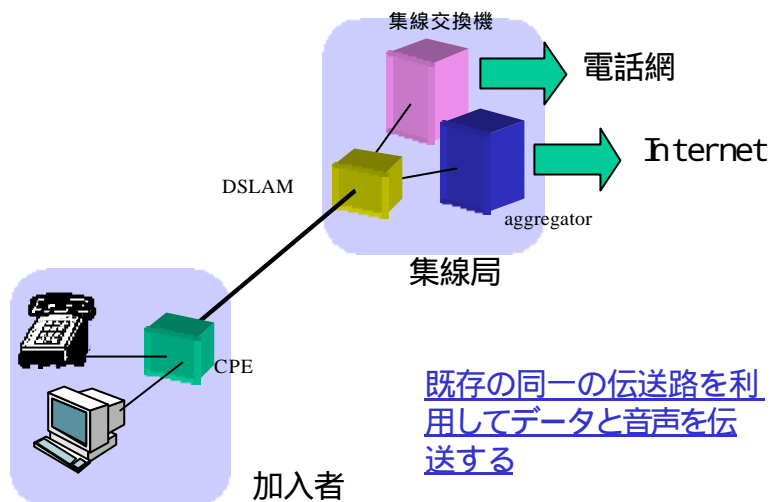 集線交換機
電話網
Internet
DSLAM
aggregator
集線局
CPE
既存の同一の伝送路を利
用してデータと音声を伝
送する
加入者